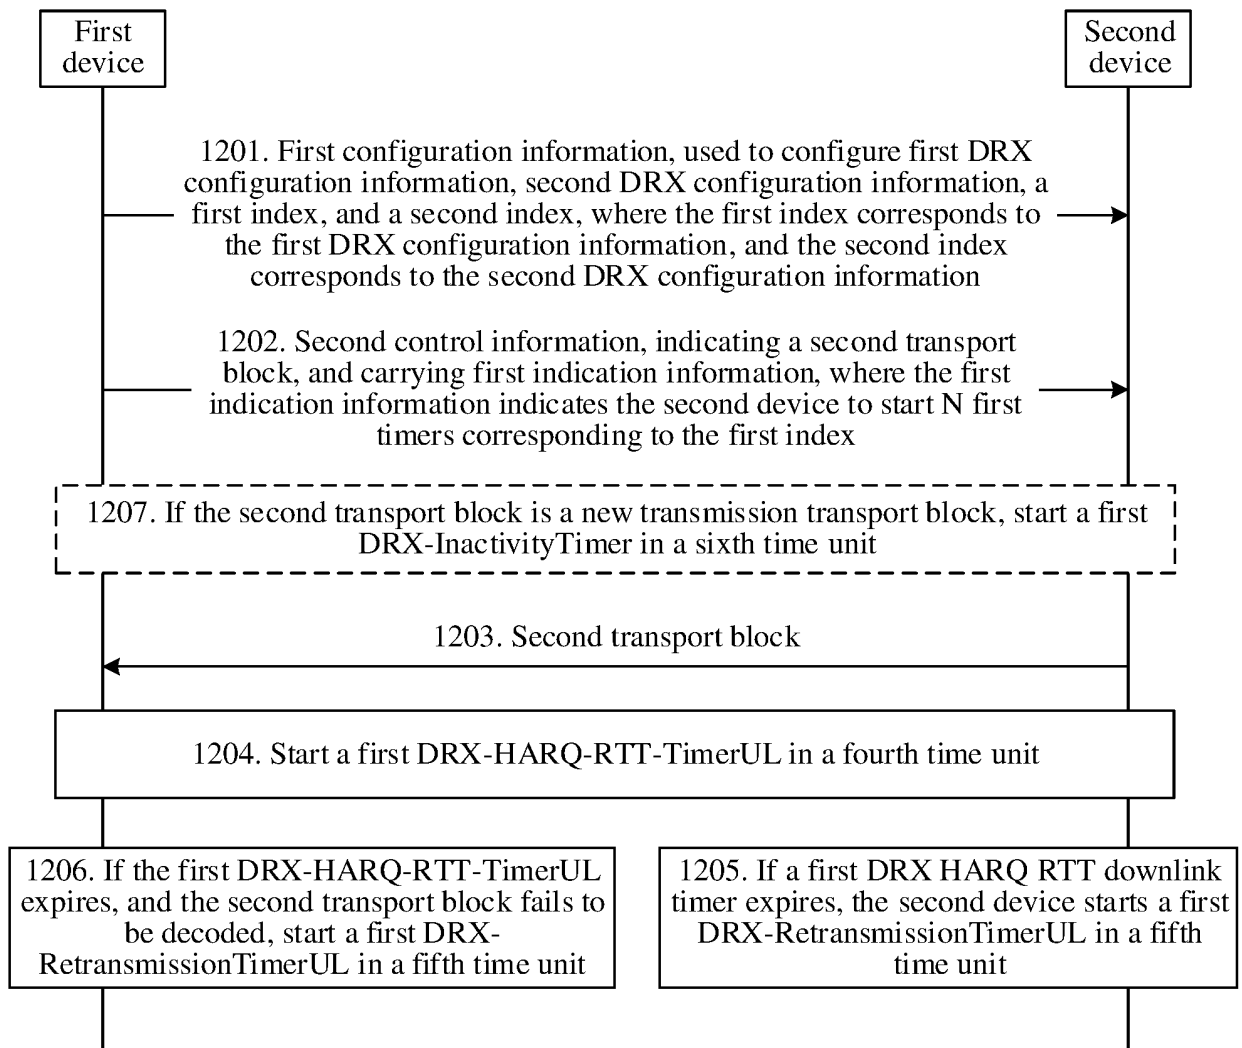 First
device
Second
device
1201. First configuration information, used to configure first DRX
configuration information, second DRX configuration information, a
first index, and a second index, where the first index corresponds to
the first DRX configuration information, and the second index
corresponds to the second DRX configuration information
1202. Second control information, indicating a second transport
block, and carrying first indication information, where the first
indication information indicates the second device to start N first
timers corresponding to the first index
1207. If the second transport block is a new transmission transport block, start a first
DRX-InactivityTimer in a sixth time unit
1203. Second transport block
1204. Start a first DRX-HARQ-RTT-TimerUL in a fourth time unit
1206. If the first DRX-HARQ-RTT-TimerUL
expires, and the second transport block fails to
be decoded, start a first DRX-
RetransmissionTimerUL in a fifth time unit
1205. If a first DRX HARQ RTT downlink
timer expires, the second device starts a first
DRX-RetransmissionTimerUL in a fifth
time unit